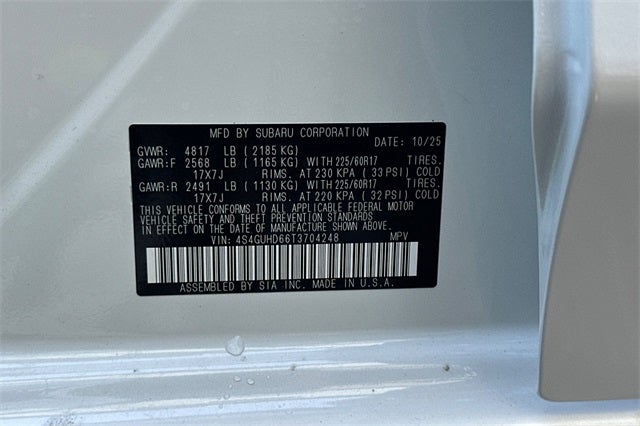 MFD BY SUBARU CORPORATION
DATE: 10/25
GVWR: 4817 LB ( 2185 KG)
GAWR:F 2568 LB ( 1165 KG) WITH 225/60R17 TIRES.
17X7J RIMS. AT 230 KPA ( 33 PSI) COLD
GAWR:R 2491 LB ( 1130 KG) WITH 225/60R17 TIRES.
17X7J RIMS. AT 220 KPA ( 32 PSI) COLD
THIS VEHICLE CONFORMS TO ALL APPLICABLE FEDERAL MOTOR
VEHICLE SAFETY AND BUMPER STANDARDS
IN EFFECT ON THE DATE OF MANUFACTURE SHOWN ABOVE.
VIN: 4S4GUHD66T3704248 MPV
ASSEMBLED BY SIA INC. MADE IN U.S.A.